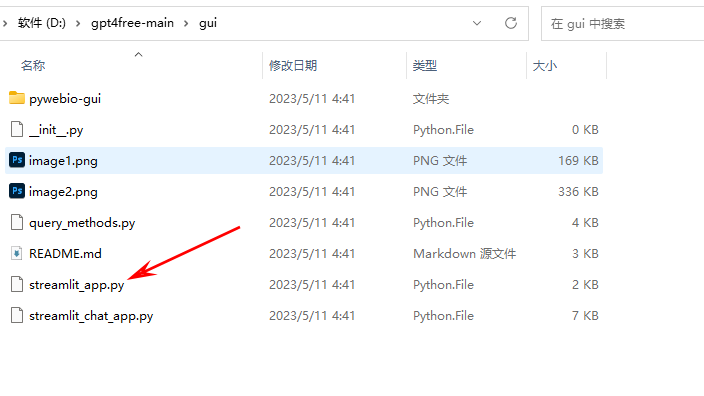 软件 (D:) gpt4free-main gui 在 gui 中搜索
名称 修改日期 类型 大小
pywebio-gui 2023/5/11 4:41 文件夹
__init__.py 2023/5/11 4:41 Python.File 0 KB
Ps image1.png 2023/5/11 4:41 PNG 文件 169 KB
Ps image2.png 2023/5/11 4:41 PNG 文件 336 KB
query_methods.py 2023/5/11 4:41 Python.File 4 KB
README.md 2023/5/11 4:41 Markdown 源文件 3 KB
streamlit_app.py 2023/5/11 4:41 Python.File 2 KB
streamlit_chat_app.py 2023/5/11 4:41 Python.File 7 KB